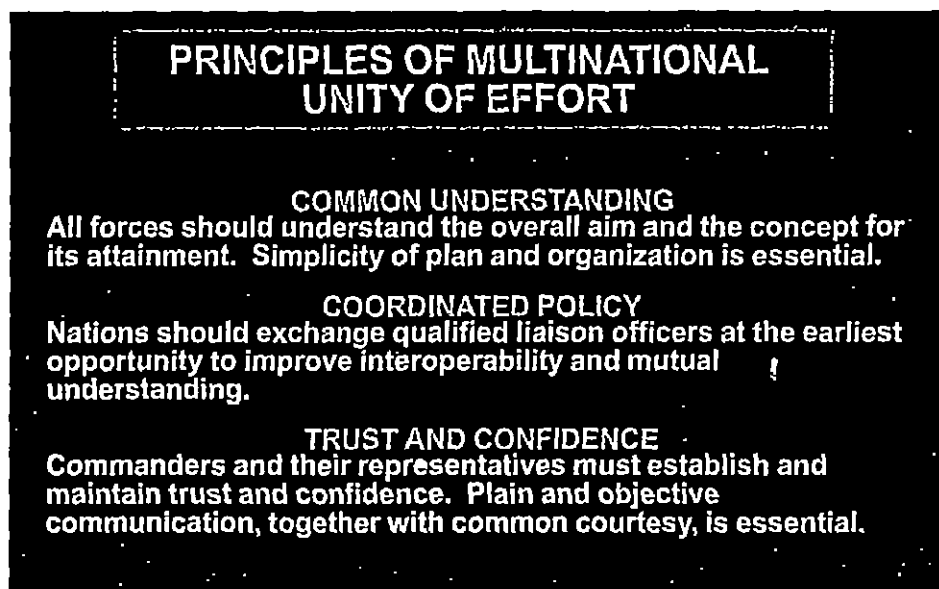 PRINCIPLES OF MULTINATIONAL
UNITY OF EFFORT
COMMON UNDERSTANDING
All forces should understand the overall aim and the concept for
its attainment. Simplicity of plan and organization is essential.
COORDINATED POLICY
Nations should exchange qualified liaison officers at the earliest
opportunity to improve interoperability and mutual
understanding.
TRUST AND CONFIDENCE
Commanders and their representatives must establish and
maintain trust and confidence. Plain and objective
communication, together with common courtesy, is essential.